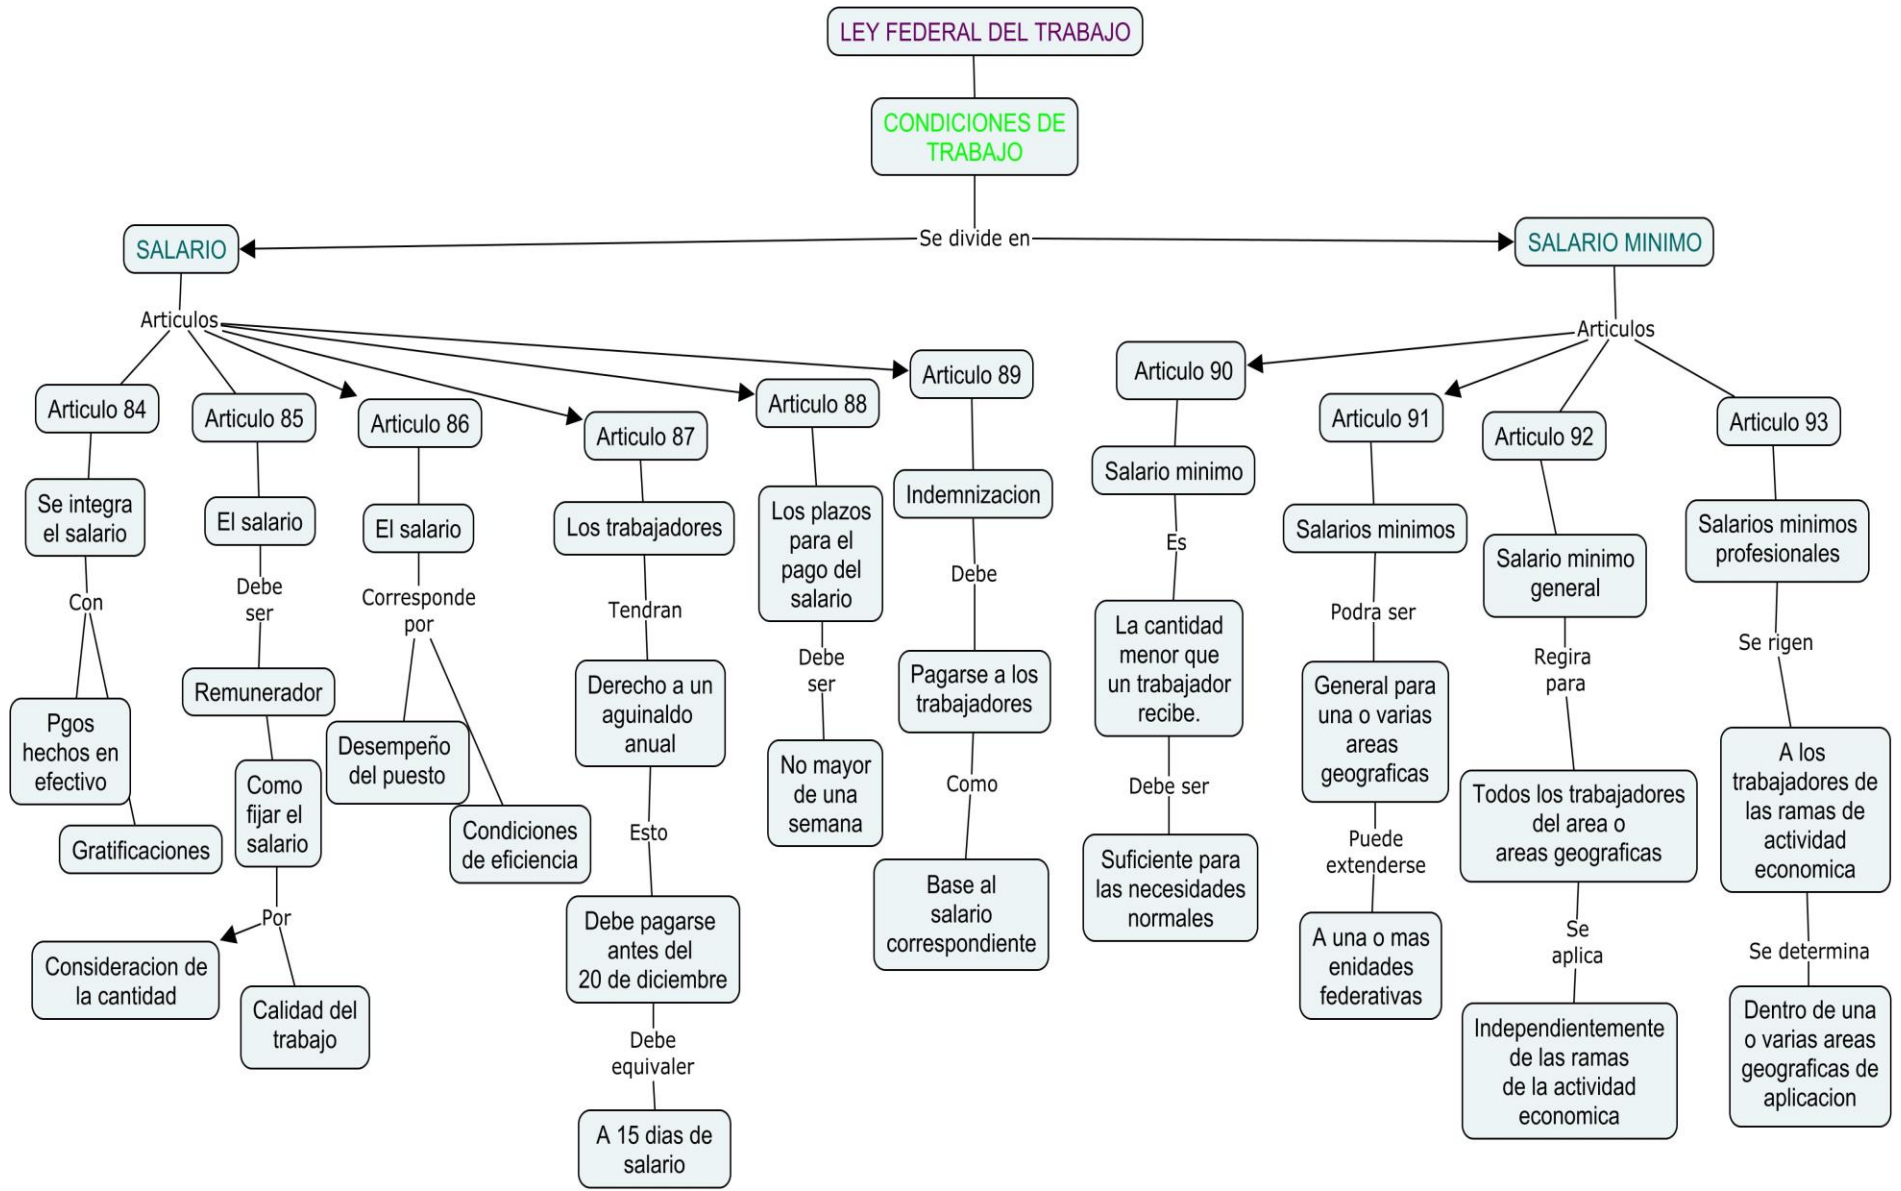 LEY FEDERAL DEL TRABAJO
CONDICIONES DE
TRABAJO
Se divide en
SALARIO
Articulos
Articulo 84
Se integra
el salario
Con
Pgos
hechos en
efectivo
Gratificaciones
Articulo 85
El salario
Debe
ser
Remunerador
Como
fijar el
salario
Por
Consideracion de
la cantidad
Calidad del
trabajo
Articulo 86
El salario
Corresponde
por
Desempeño
del puesto
Condiciones
de eficiencia
Articulo 87
Los trabajadores
Tendran
Derecho a un
aguinaldo
anual
Esto
Debe pagarse
antes del
20 de diciembre
Debe
equivaler
A 15 dias de
salario
Articulo 88
Los plazos
para el
pago del
salario
Debe
ser
No mayor
de una
semana
Articulo 89
Indemnizacion
Debe
Pagarse a los
trabajadores
Como
Base al
salario
correspondiente
SALARIO MINIMO
Articulos
Articulo 90
Salario minimo
Es
La cantidad
menor que
un trabajador
recibe.
Debe ser
Suficiente para
las necesidades
normales
Articulo 91
Salarios minimos
Podra ser
General para
una o varias
areas
geograficas
Puede
extenderse
A una o mas
enidades
federativas
Articulo 92
Salario minimo
general
Regira
para
Todos los trabajadores
del area o
areas geograficas
Se
aplica
Independientemente
de las ramas
de la actividad
economica
Articulo 93
Salarios minimos
profesionales
Se rigen
A los
trabajadores de
las ramas de
actividad
economica
Se determina
Dentro de una
o varias areas
geograficas de
aplicacion